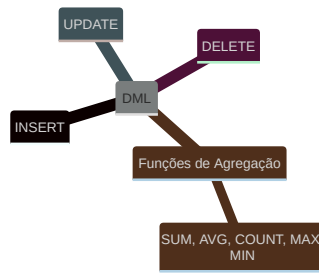 UPDATE
DELETE
DML
INSERT
Funções de Agregação
SUM, AVG, COUNT, MAX
MIN